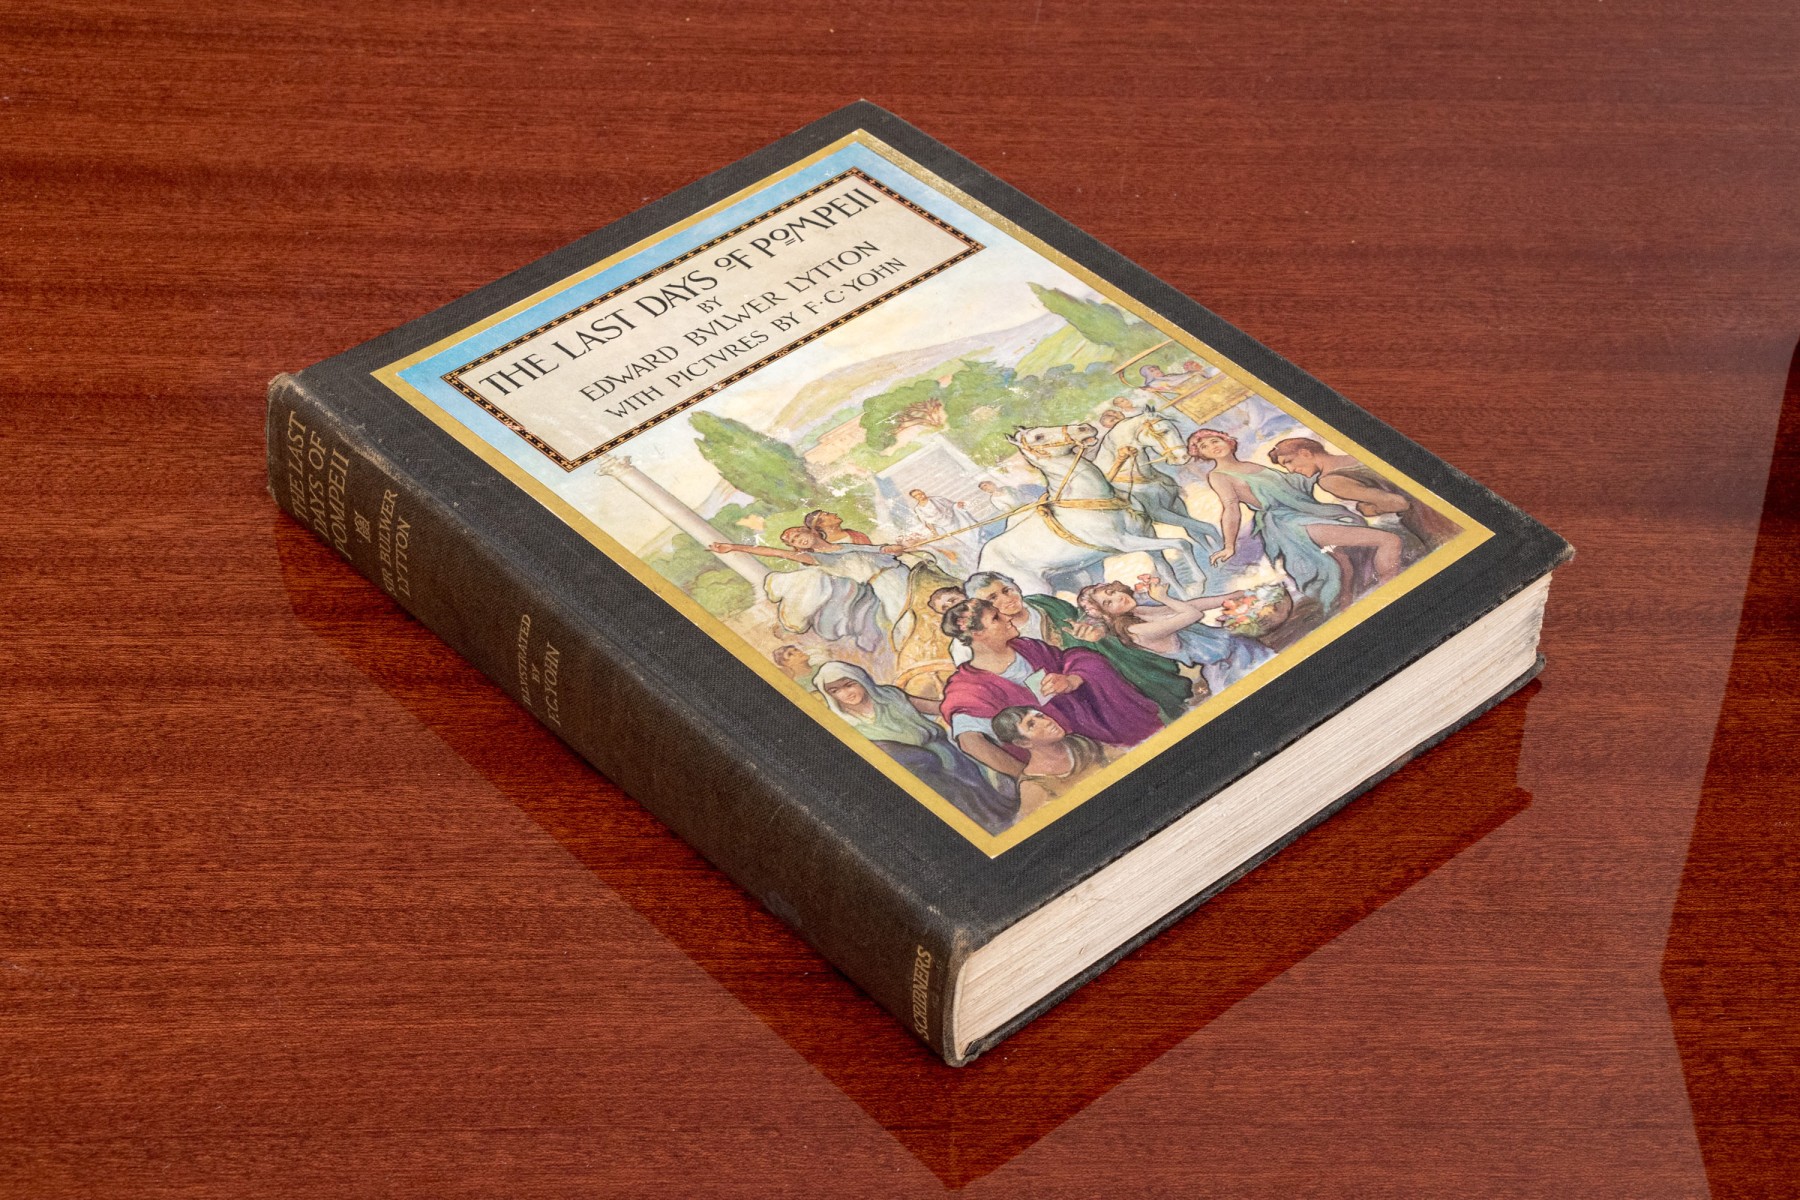 THE LAST DAYS OF POMPEII
BY
EDWARD BVLWER LYTTON
WITH PICTVRES BY F·C·YOHN
THE LAST
DAYS OF
POMPEII
BULWER
LYTTON
ILLUSTRATED
BY
F.C.YOHN
SCRIBNERS